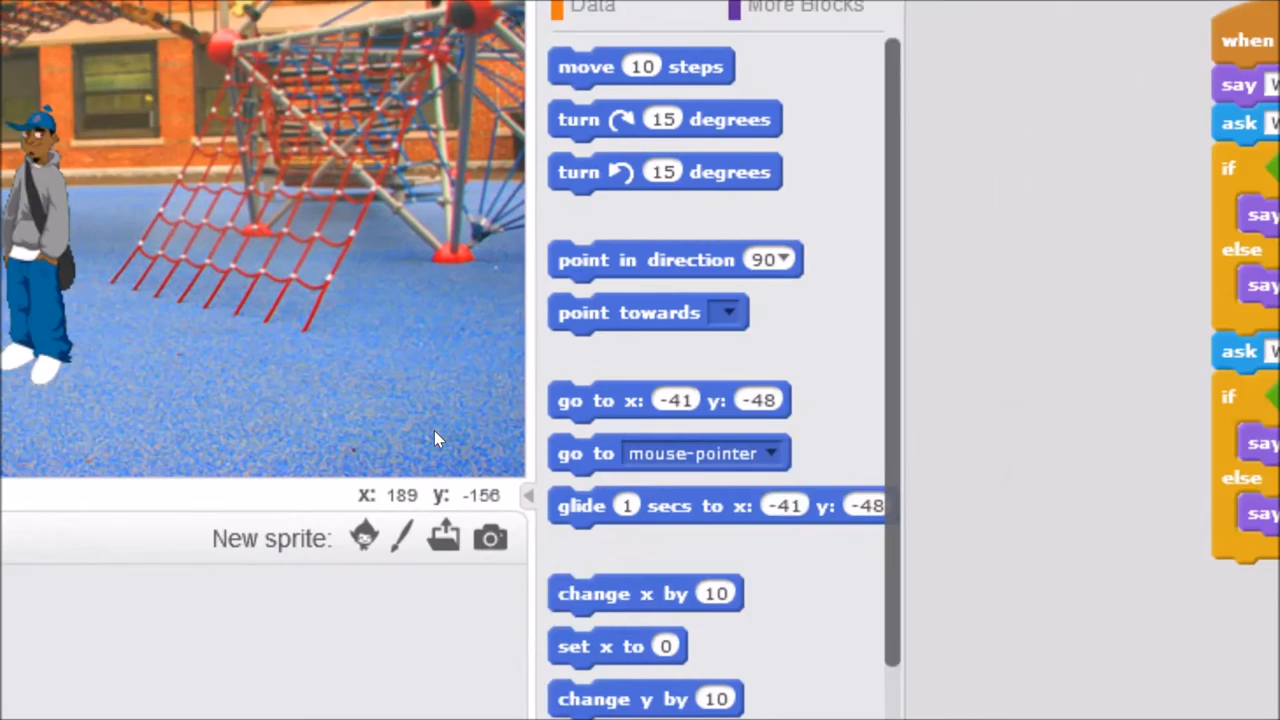 Data More Blocks
move 10 steps
turn 15 degrees
turn 15 degrees
point in direction 90
point towards
go to x: -41 y: -48
go to mouse-pointer
glide 1 secs to x: -41 y: -48
change x by 10
set x to 0
change y by 10
x: 189 y: -156
New sprite:
when
say
ask
if
say
else
say
ask
if
say
else
say